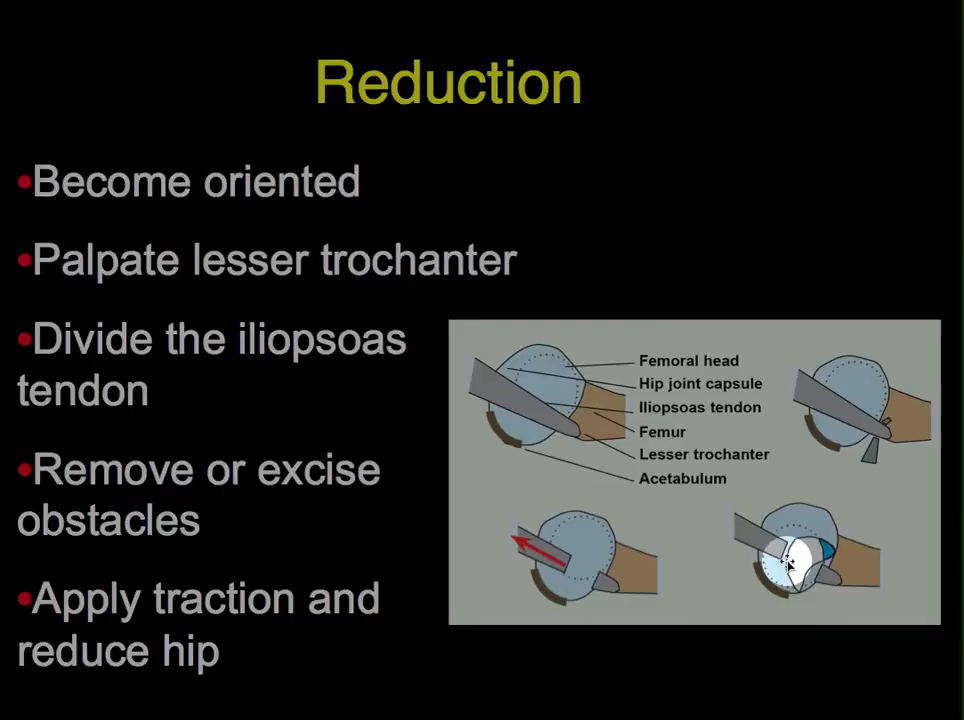 Reduction
•Become oriented
•Palpate lesser trochanter
•Divide the iliopsoas
tendon
•Remove or excise
obstacles
•Apply traction and
reduce hip
Femoral head
Hip joint capsule
Iliopsoas tendon
Femur
Lesser trochanter
Acetabulum